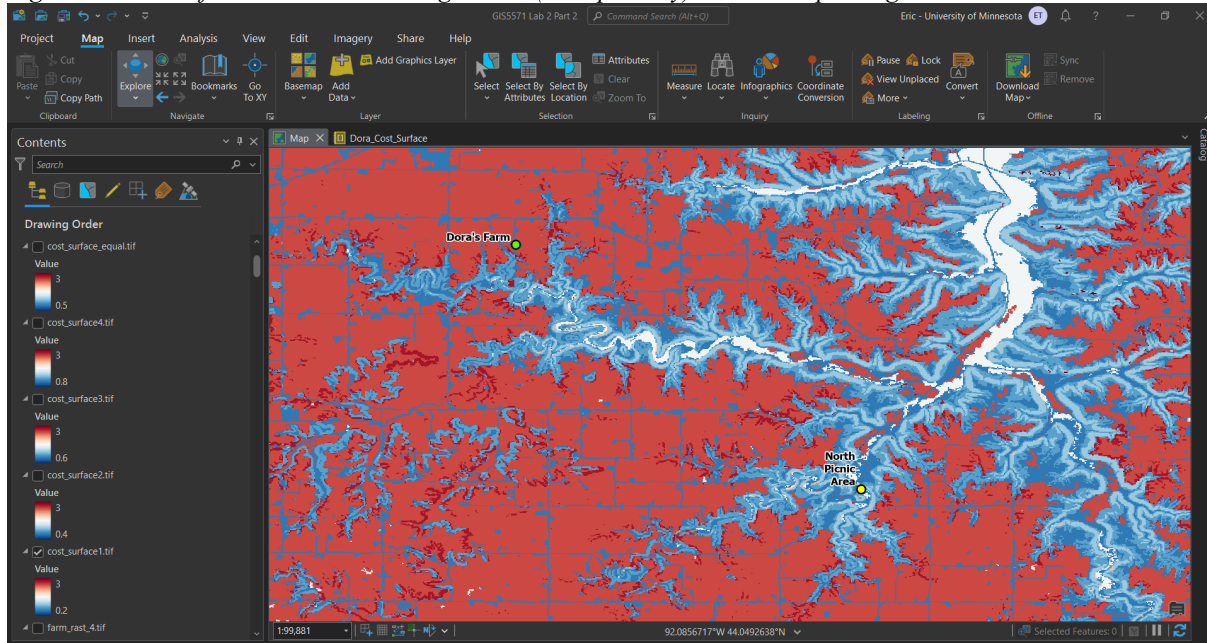 GIS571 Lab 2 Part 2
Command Search (Alt+Q)
Eric - University of Minnesota
ET
?
Project Map Insert Analysis View Edit Imagery Share Help
Paste
Cut
Copy
Copy Path
Clipboard
Explore
Bookmarks
Go
To XY
Navigate
Basemap
Add
Data
Add Graphics Layer
Layer
Select
Select By
Attributes
Select By
Location
Attributes
Clear
Zoom To
Selection
Measure
Locate
Infographics
Coordinate
Conversion
Inquiry
Pause
Lock
View Unplaced
More
Convert
Labeling
Download
Map
Sync
Remove
Offline
Contents
Search
Drawing Order
cost_surface_equal.tif
Value
3
0.5
cost_surface4.tif
Value
3
0.8
cost_surface3.tif
Value
3
0.6
cost_surface2.tif
Value
3
0.4
cost_surface1.tif
Value
3
0.2
farm_rast_4.tif
Map
Dora_Cost_Surface
Catalog
Dora's Farm
North
Picnic
Area
1:99,881
92.0856717°W 44.0492638°N
Selected Features: 0